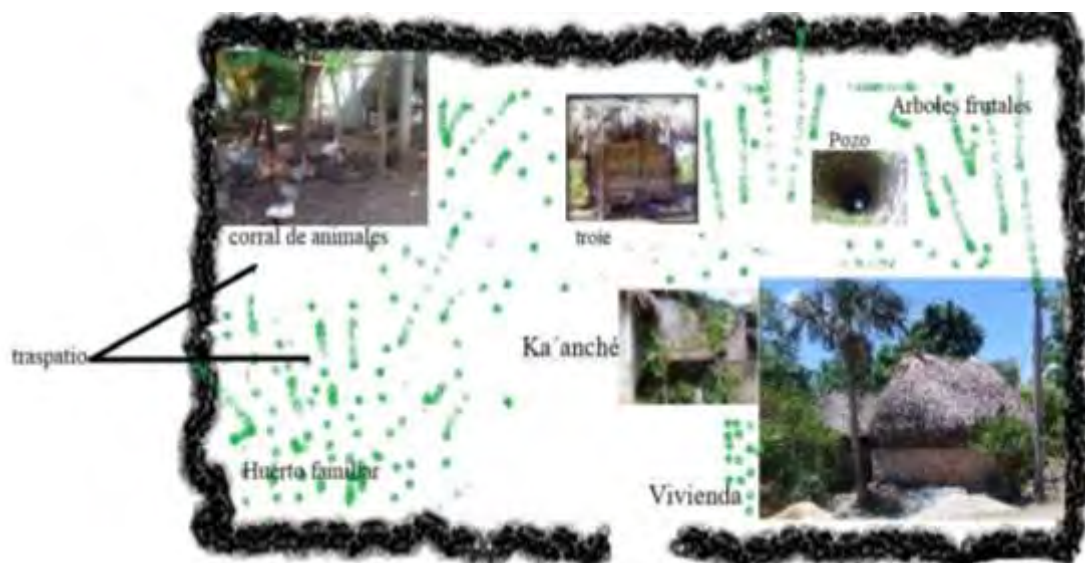 Arboles frutales
Pozo
corral de animales
troje
Ka´anché
traspatio
Huerto familiar
Vivienda